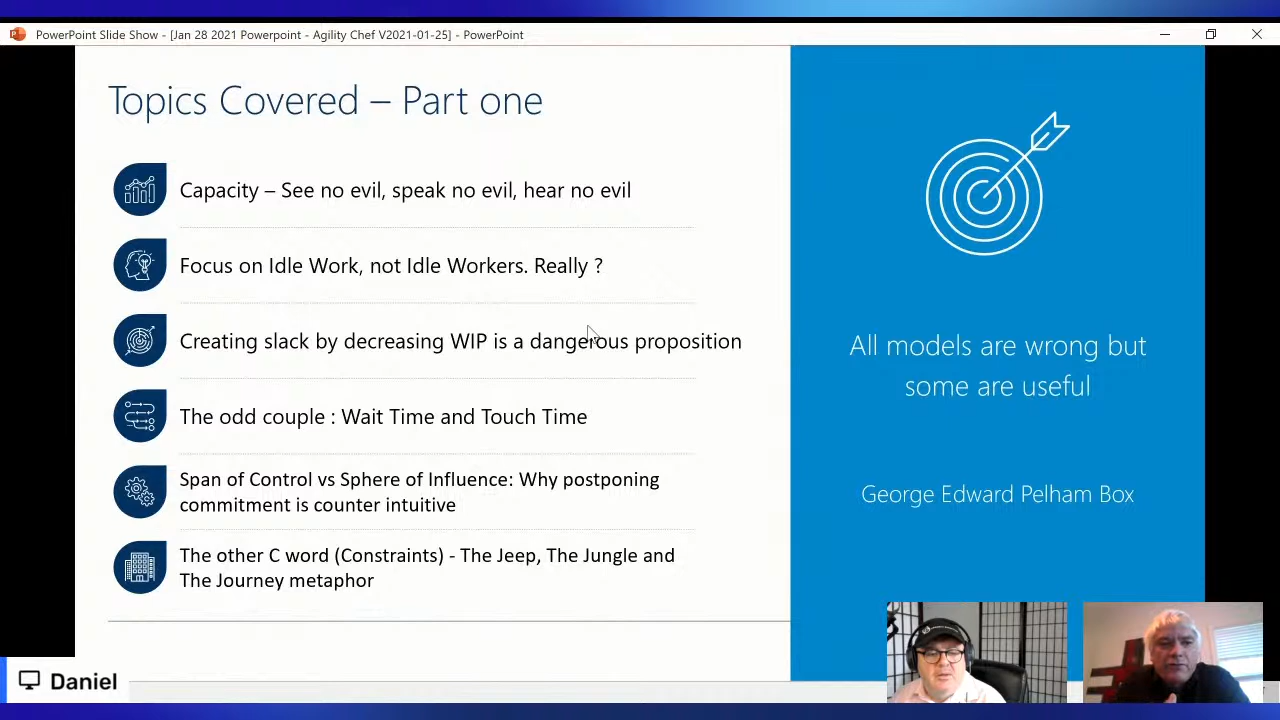 PowerPoint Slide Show - [Jan 28 2021 Powerpoint - Agility Chef V2021-01-25] - PowerPoint
Topics Covered – Part one
Capacity – See no evil, speak no evil, hear no evil
Focus on Idle Work, not Idle Workers. Really ?
Creating slack by decreasing WIP is a dangerous proposition
The odd couple : Wait Time and Touch Time
Span of Control vs Sphere of Influence: Why postponing
commitment is counter intuitive
The other C word (Constraints) - The Jeep, The Jungle and
The Journey metaphor
All models are wrong but
some are useful
George Edward Pelham Box
Daniel